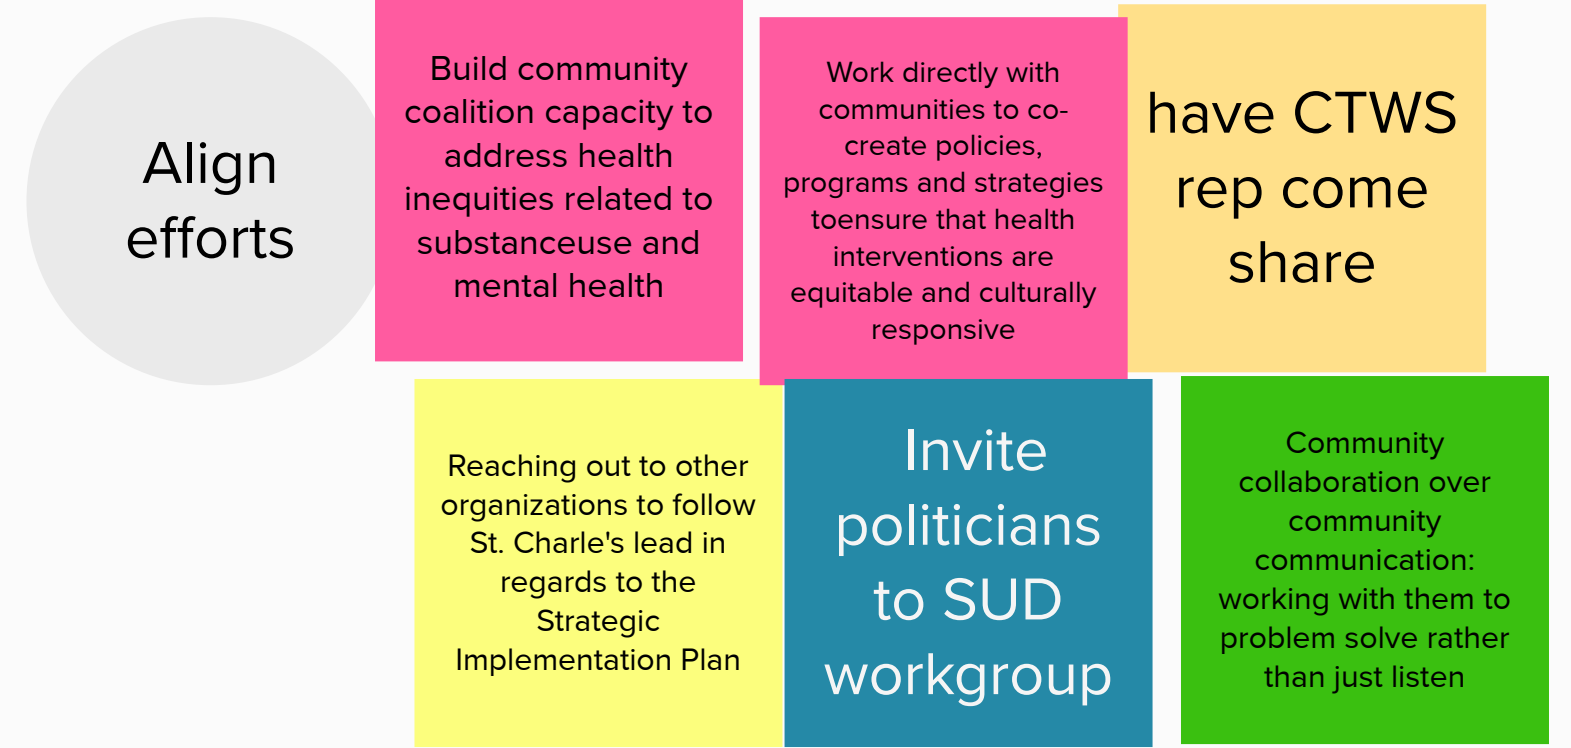 Align
efforts
Build community
coalition capacity to
address health
inequities related to
substanceuse and
mental health
Work directly with
communities to co-
create policies,
programs and strategies
toensure that health
interventions are
equitable and culturally
responsive
have CTWS
rep come
share
Reaching out to other
organizations to follow
St. Charle's lead in
regards to the
Strategic
Implementation Plan
Invite
politicians
to SUD
workgroup
Community
collaboration over
community
communication:
working with them to
problem solve rather
than just listen